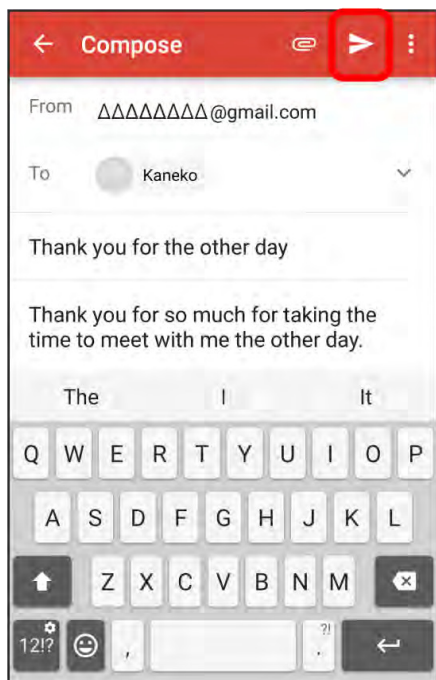 Compose
From ΔΔΔΔΔΔΔΔ@gmail.com
To Kaneko
Thank you for the other day
Thank you for so much for taking the
time to meet with me the other day.
The I It
Q W E R T Y U I O P
A S D F G H J K L
Z X C V B N M
12!? , ?! .